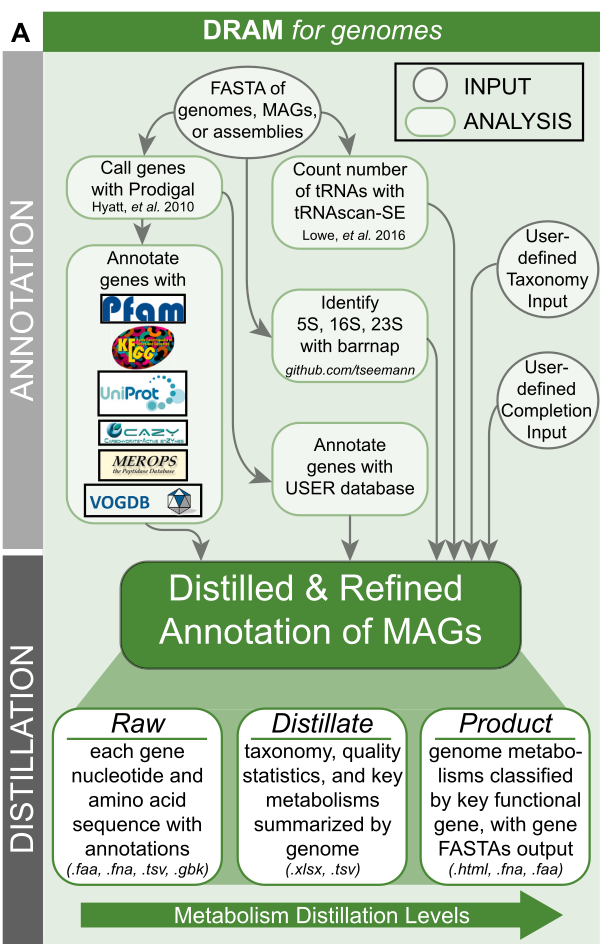 A
DRAM for genomes
INPUT
ANALYSIS
ANNOTATION
FASTA of
genomes, MAGs,
or assemblies
Call genes
with Prodigal
Hyatt, et al. 2010
Count number
of tRNAs with
tRNAscan-SE
Lowe, et al. 2016
User-
defined
Taxonomy
Input
Annotate
genes with
Pfam
KEGG
UniProt
CAZY
CARBOHYDRATE-ACTIVE ENZYMES
MEROPS
the Peptidase Database
VOGDB
Identify
5S, 16S, 23S
with barrnap
github.com/tseemann
User-
defined
Completion
Input
Annotate
genes with
USER database
DISTILLATION
Distilled & Refined
Annotation of MAGs
Raw
each gene
nucleotide and
amino acid
sequence with
annotations
(.faa, .fna, .tsv, .gbk)
Distillate
taxonomy, quality
statistics, and key
metabolisms
summarized by
genome
(.xlsx, .tsv)
Product
genome metabo-
lisms classified
by key functional
gene, with gene
FASTAs output
(.html, .fna, .faa)
Metabolism Distillation Levels